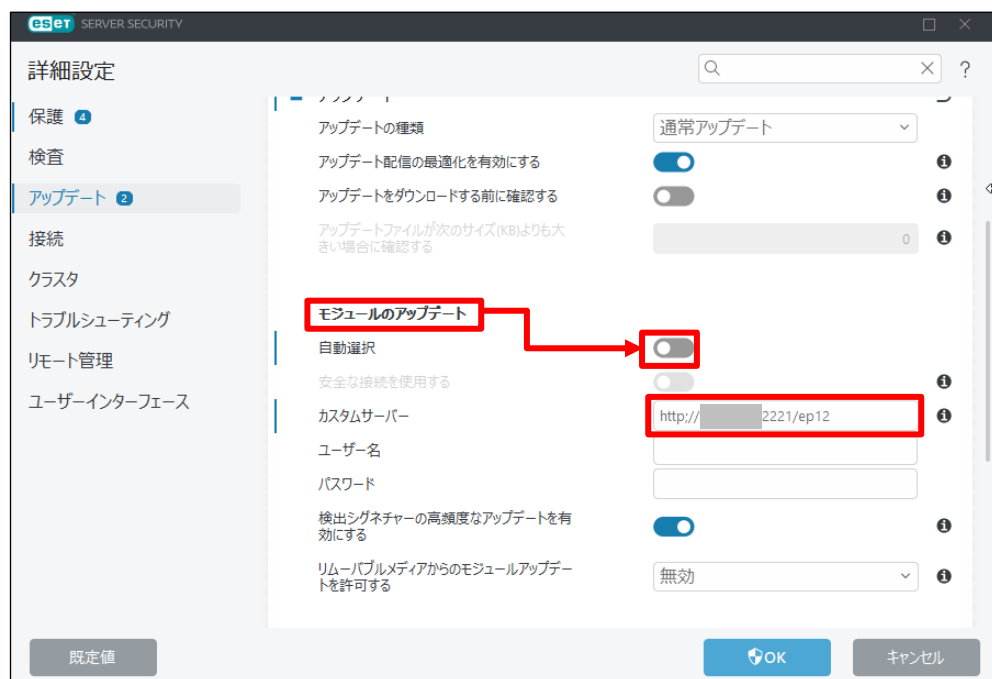 eset SERVER SECURITY
詳細設定
?
保護 4
検査
アップデート 2
接続
クラスタ
トラブルシューティング
リモート管理
ユーザーインターフェース
アップデート
アップデートの種類
通常アップデート
アップデート配信の最適化を有効にする
アップデートをダウンロードする前に確認する
アップデートファイルが次のサイズ(KB)よりも大
きい場合に確認する
0
モジュールのアップデート
自動選択
安全な接続を使用する
カスタムサーバー
http://
2221/ep12
ユーザー名
パスワード
検出シグネチャーの高頻度なアップデートを有
効にする
リムーバブルメディアからのモジュールアップデー
トを許可する
無効
既定値
OK
キャンセル